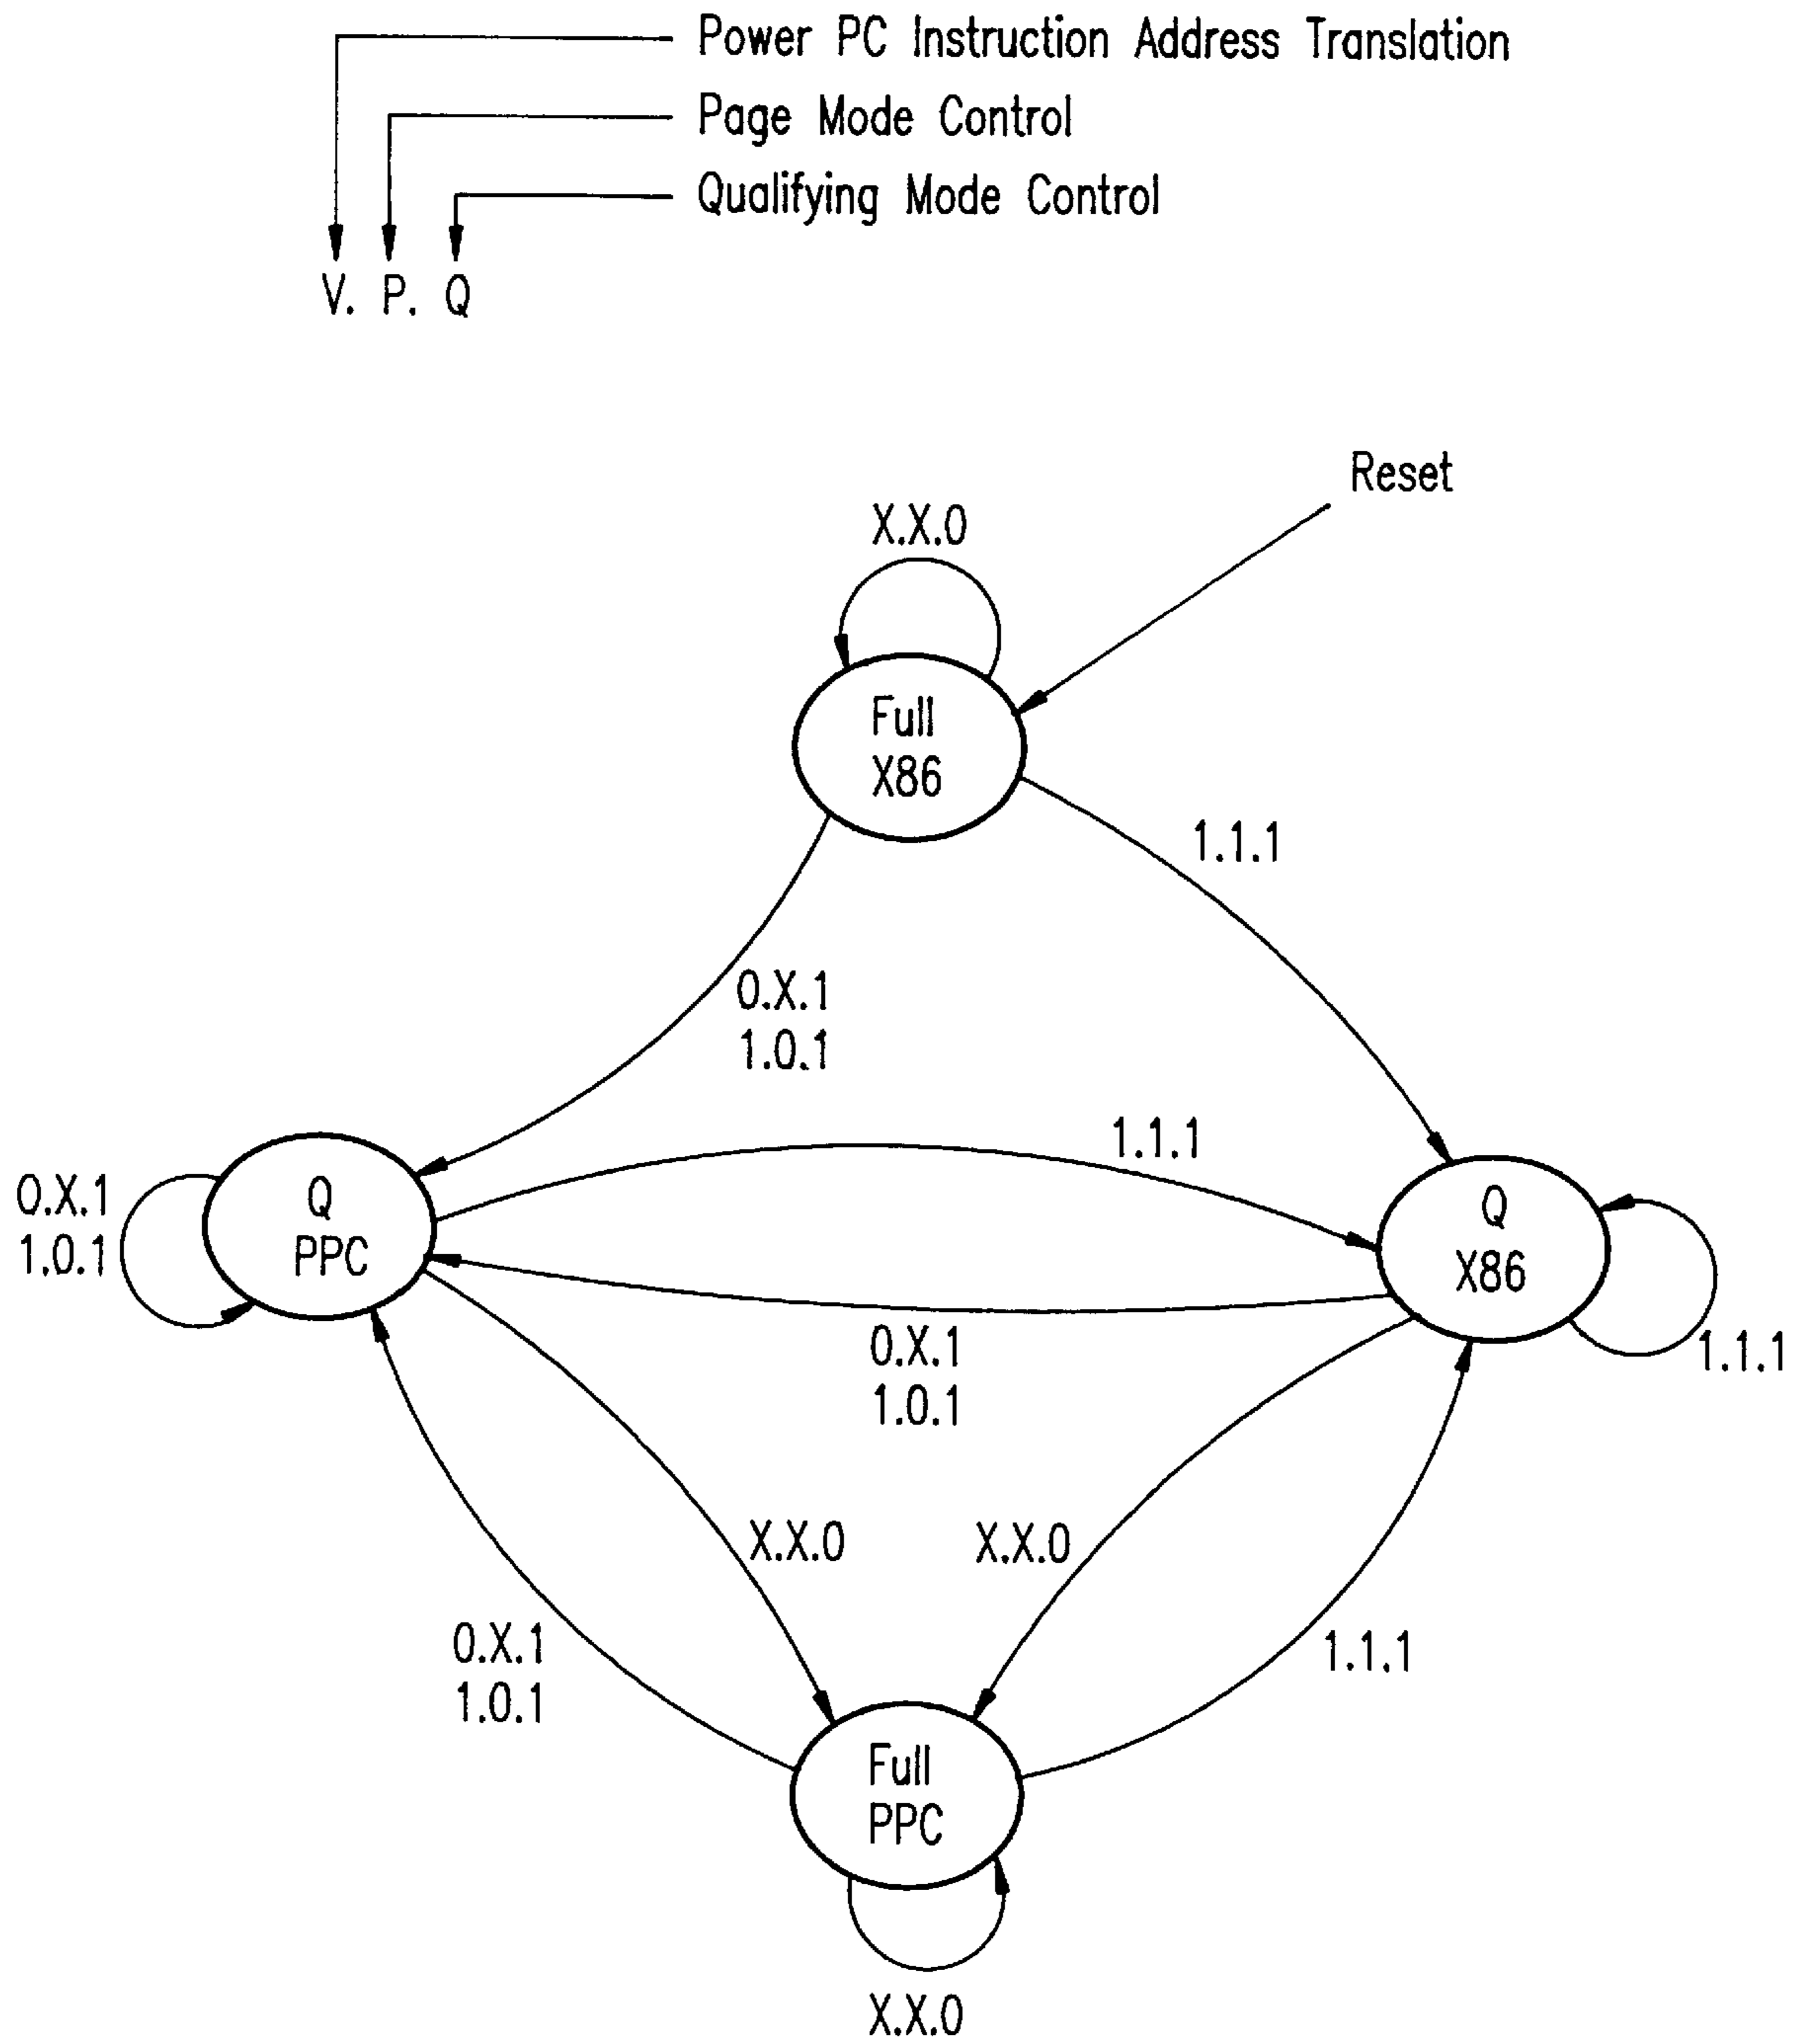 Power PC Instruction Address Translation
Page Mode Control
Qualifying Mode Control
V. P. Q
Reset
X.X.0
Full
X86
1.1.1
0.X.1
1.0.1
1.1.1
0.X.1
1.0.1
Q
PPC
Q
X86
0.X.1
1.0.1
1.1.1
X.X.0
X.X.0
0.X.1
1.0.1
1.1.1
Full
PPC
X.X.0